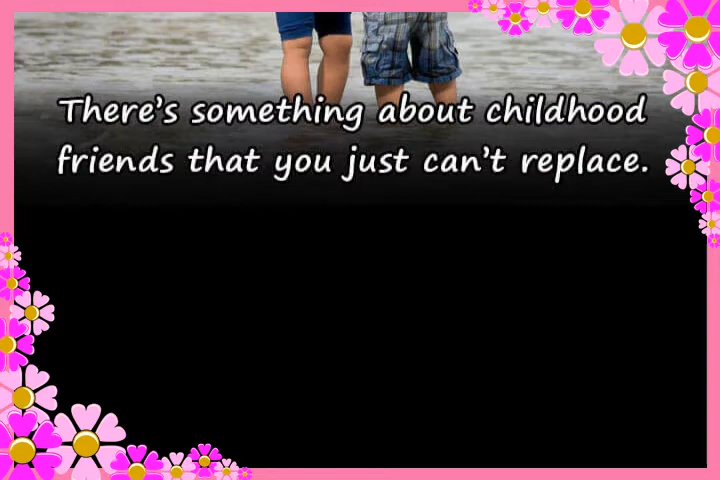 There’s something about childhood
friends that you just can’t replace.